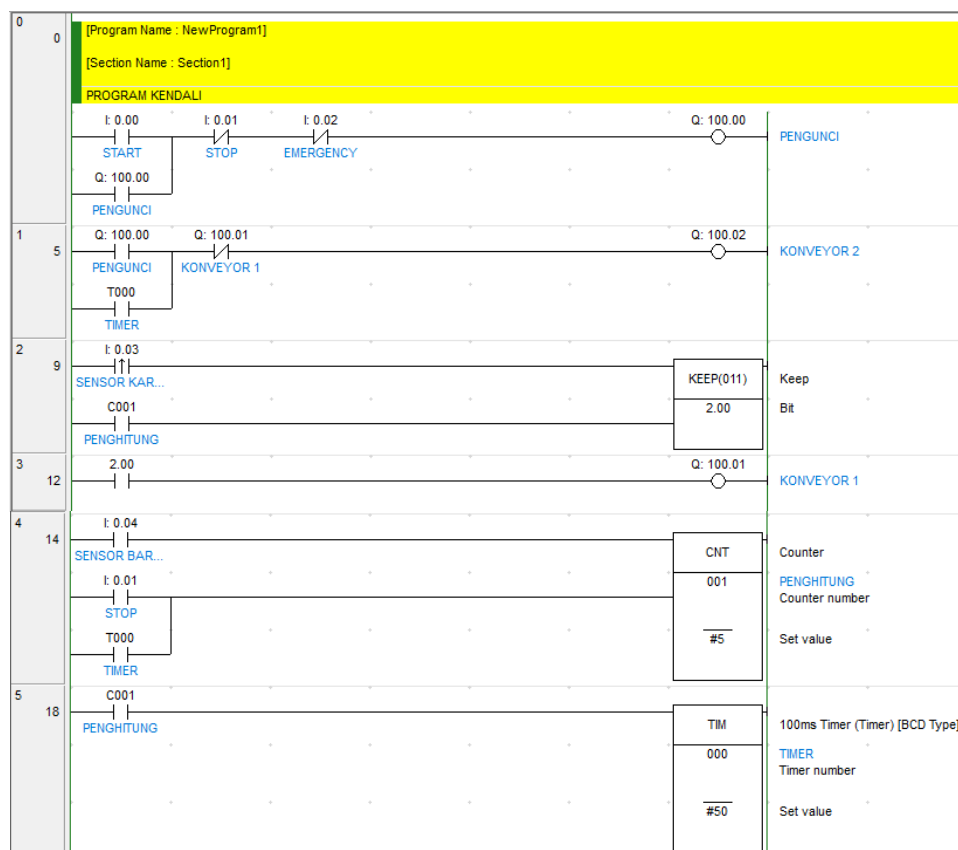 0
0
[Program Name : NewProgram1]
[Section Name : Section1]
PROGRAM KENDALI
I: 0.00 I: 0.01 I: 0.02 Q: 100.00
START STOP EMERGENCY PENGUNCI
Q: 100.00
PENGUNCI
1
5
Q: 100.00 Q: 100.01 Q: 100.02
PENGUNCI KONVEYOR 1 KONVEYOR 2
T000
TIMER
2
9
I: 0.03
SENSOR KAR...
KEEP(011) Keep
C001 2.00 Bit
PENGHITUNG
3
12
2.00 Q: 100.01
KONVEYOR 1
4
14
I: 0.04
SENSOR BAR...
CNT Counter
I: 0.01 001 PENGHITUNG
Counter number
STOP
T000 #5 Set value
TIMER
5
18
C001
PENGHITUNG
TIM 100ms Timer (Timer) [BCD Type]
000 TIMER
Timer number
#50 Set value